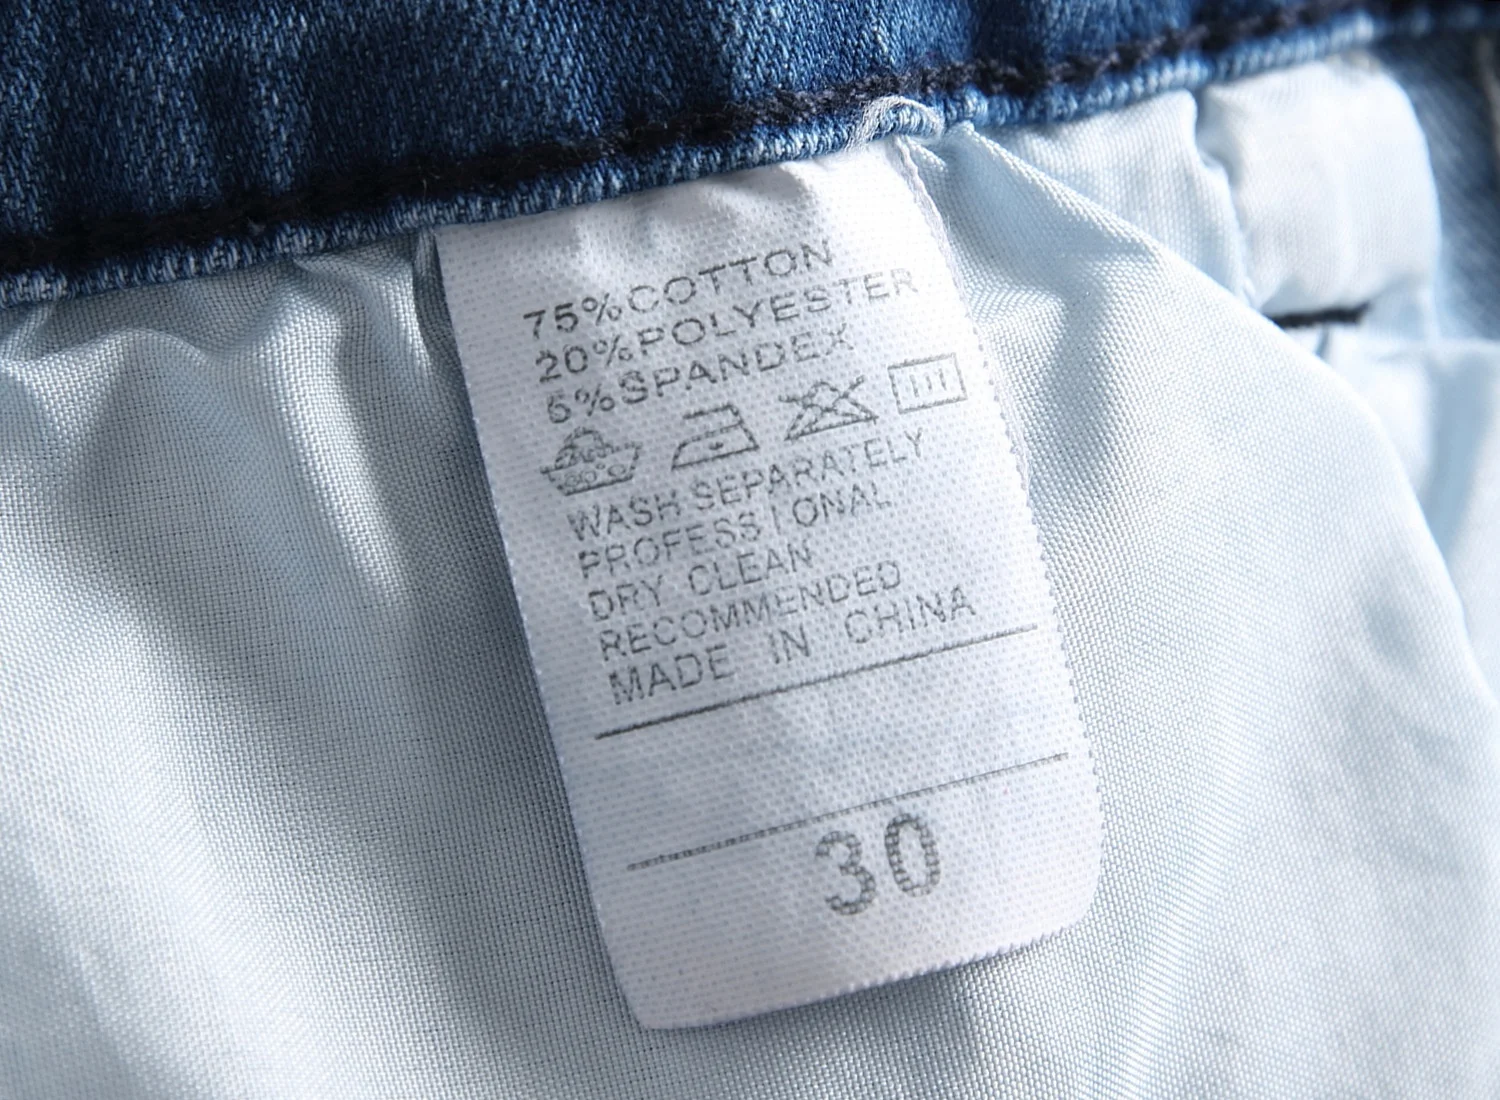 75%COTTON
20%POLYESTER
5%SPANDEX
WASH SEPARATELY
PROFESSIONAL
DRY CLEAN
RECOMMENDED
MADE IN CHINA
30